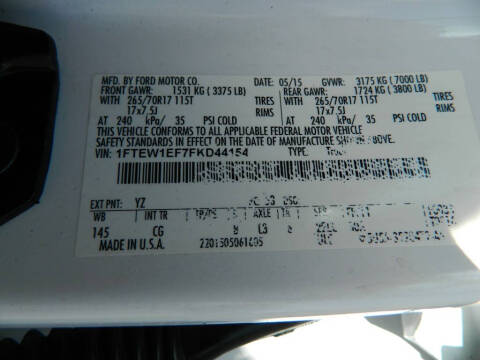 MFD. BY FORD MOTOR CO. DATE: 05/15 GVWR: 3175 KG ( 7000 LB)
FRONT GAWR: 1531 KG ( 3375 LB) REAR GAWR: 1724 KG ( 3800 LB)
WITH 265/70R17 115T TIRES WITH 265/70R17 115T TIRES
17x7.5J RIMS 17x7.5J RIMS
AT 240 kPa/ 35 PSI COLD AT 240 kPa/ 35 PSI COLD
THIS VEHICLE CONFORMS TO ALL APPLICABLE FEDERAL MOTOR VEHICLE
SAFETY STANDARDS IN EFFECT ON THE DATE OF MANUFACTURE SHOWN ABOVE.
VIN: 1FTEW1EF7FKD44154 TYPE:
EXT PNT: YZ
WB INT TR AXLE
145 CG L3
MADE IN U.S.A.